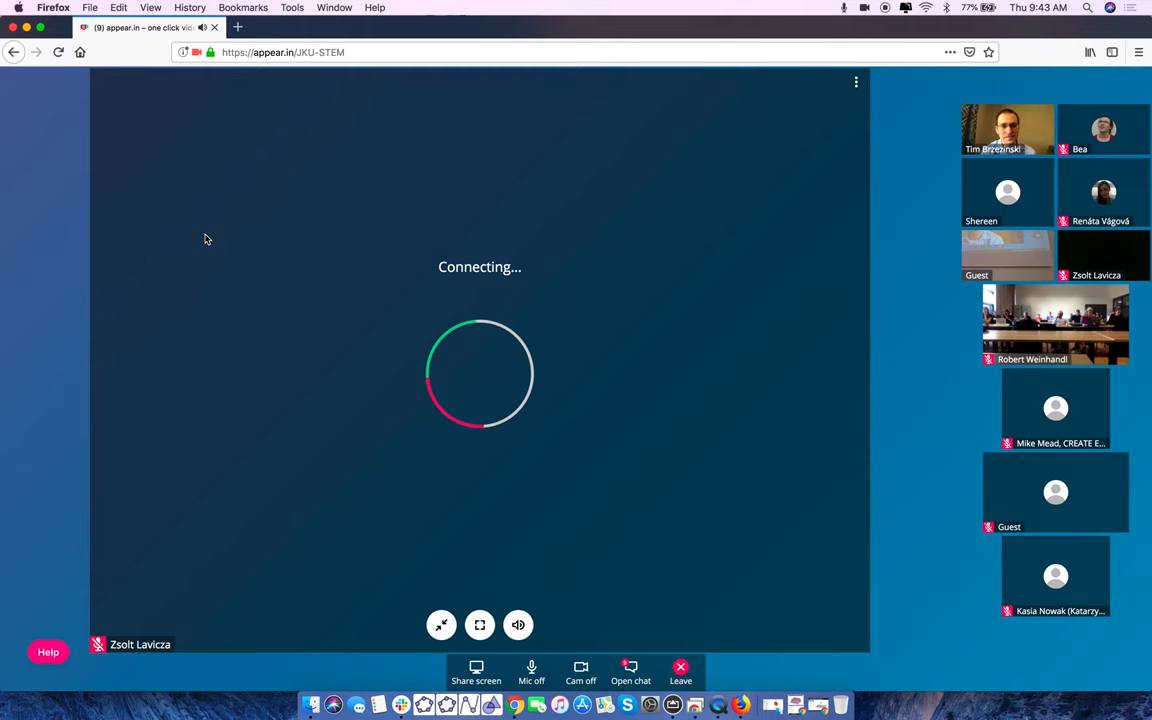 Firefox File Edit View History Bookmarks Tools Window Help 77% Thu 9:43 AM
(9) appear.in – one click vide
https://appear.in/JKU-STEM
Connecting...
Tim Brzezinski
Bea
Shereen
Renáta Vágová
Guest
Zsolt Lavicza
Robert Weinhandl
Mike Mead, CREATE E...
Guest
Kasia Nowak (Katarzy...
Zsolt Lavicza
Help
9
Share screen Mic off Cam off Open chat Leave